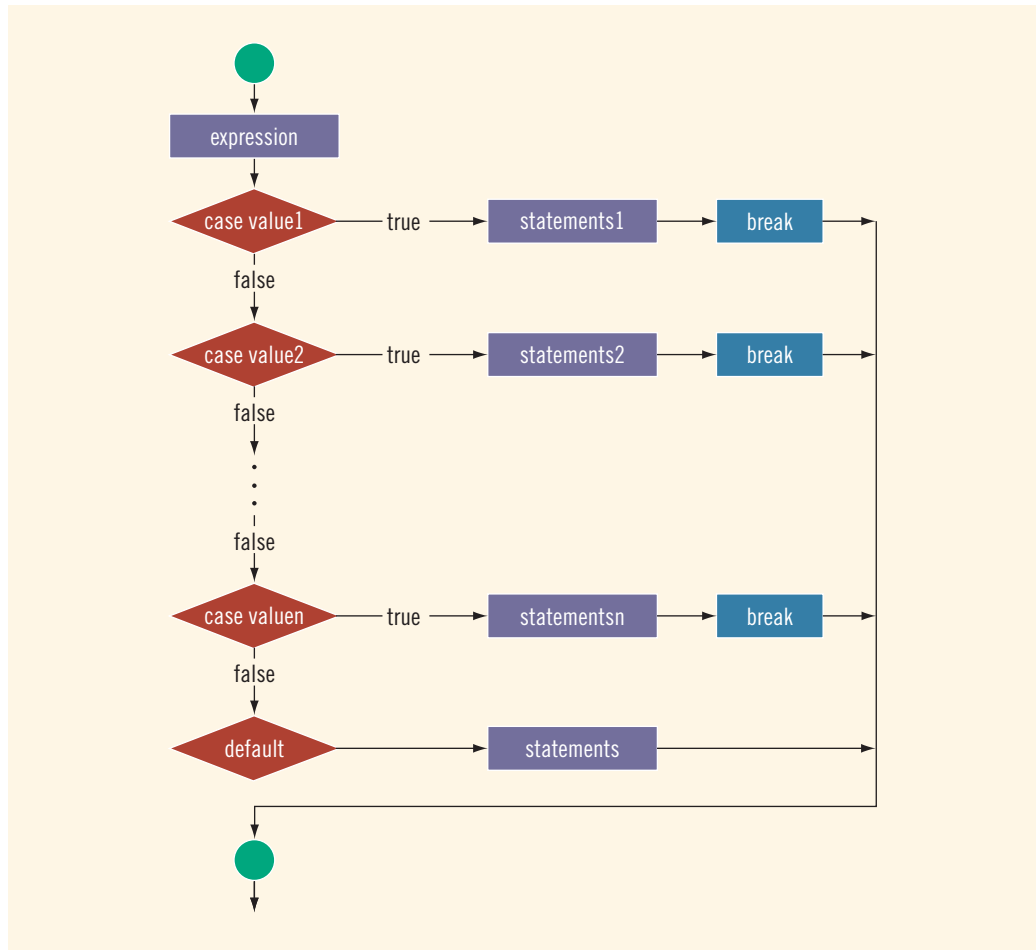 expression
case value1
true
statements1
break
false
case value2
true
statements2
break
false
false
case valuen
true
statementsn
break
false
default
statements